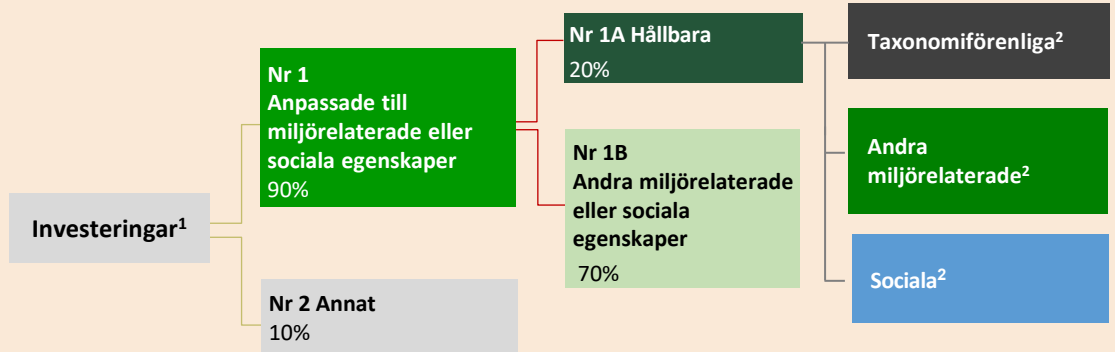 Investeringar¹
Nr 1
Anpassade till
miljörelaterade eller
sociala egenskaper
90%
Nr 2 Annat
10%
Nr 1A Hållbara
20%
Nr 1B
Andra miljörelaterade
eller sociala
egenskaper
70%
Taxonomiförenliga²
Andra
miljörelaterade²
Sociala²